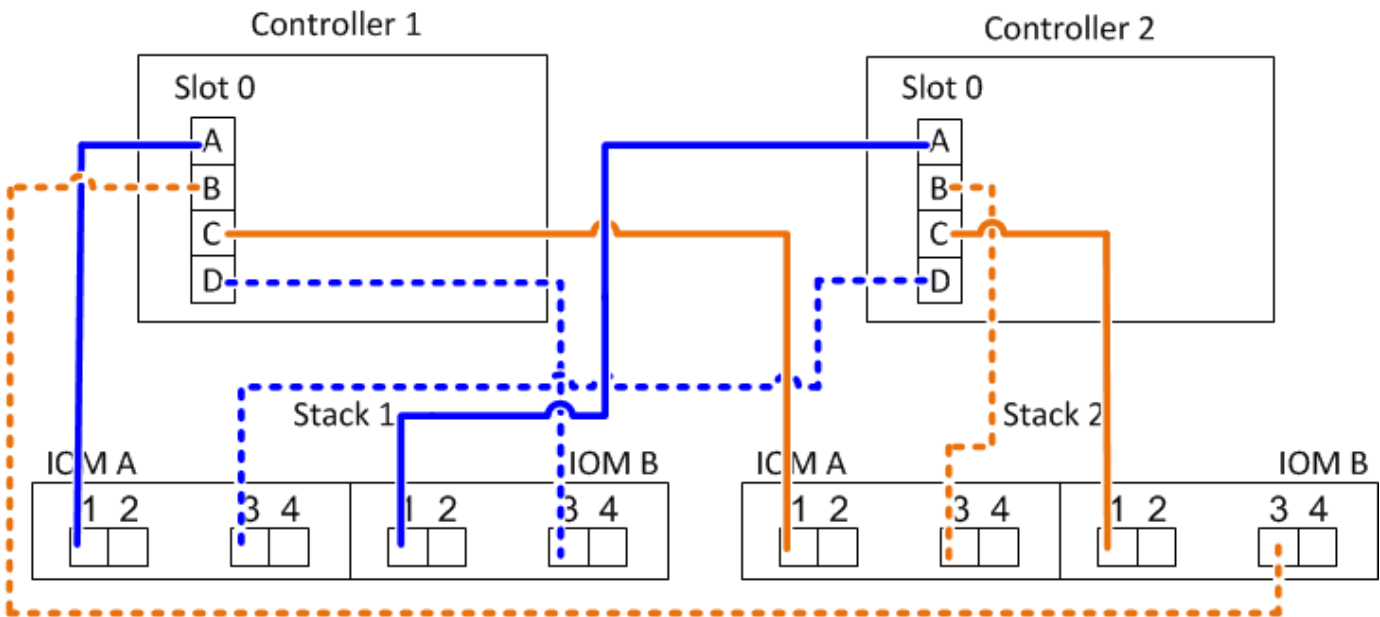 Controller 1
Controller 2
Slot 0
Slot 0
A
A
B
B
C
C
D
D
Stack 1
Stack 2
IOM A
IOM B
IOM A
IOM B
1 2
3 4
1 2
3 4
1 2
3 4
1 2
3 4